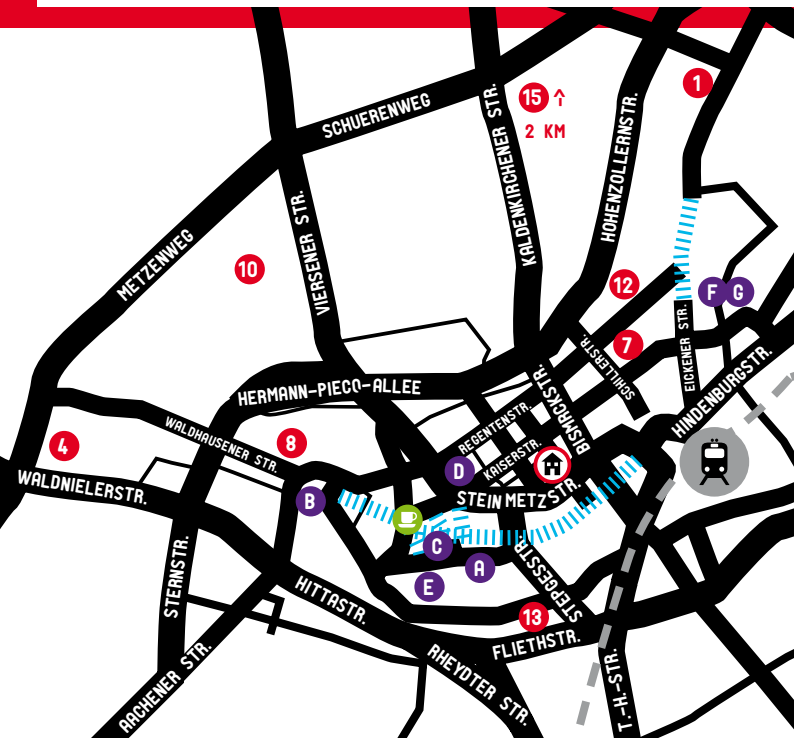 1
15 ↑
2 KM
SCHUERENWEG
KALDENKIRCHENER STR.
HOHENZOLLERNSTR.
METZENWEG
VIERSENER STR.
10
12
F G
7
SCHILLERSTR.
EICKENER STR.
HINDENBURGSTR.
HERMANN-PIECQ-ALLEE
BISMARCKSTR.
REGENTENSTR.
KAISERSTR.
WALDHAUSENER STR.
4
8
D
WALDNIELERSTR.
B
STEINMETZSTR.
C
A
E
STEPGESSTR.
STERNSTR.
HITTASTR.
13
FLIETHSTR.
AACHENER STR.
RHEYDTER STR.
T.-H.-STR.